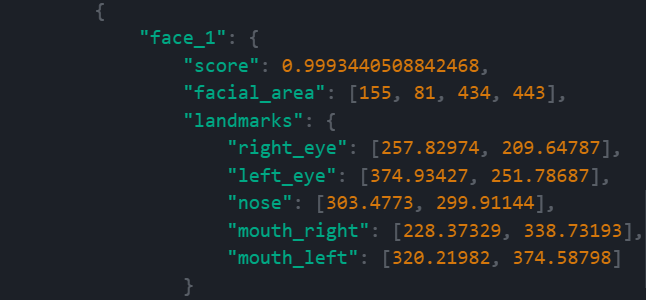 {
"face_1": {
"score": 0.9993440508842468,
"facial_area": [155, 81, 434, 443],
"landmarks": {
"right_eye": [257.82974, 209.64787],
"left_eye": [374.93427, 251.78687],
"nose": [303.4773, 299.91144],
"mouth_right": [228.37329, 338.73193],
"mouth_left": [320.21982, 374.58798]
}